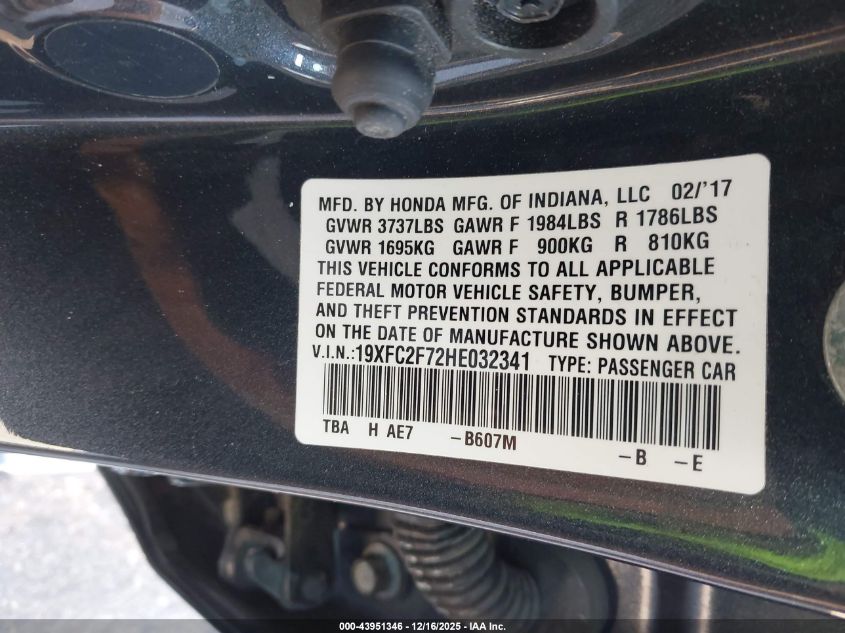 MFD. BY HONDA MFG. OF INDIANA, LLC 02/'17
GVWR 3737LBS GAWR F 1984LBS R 1786LBS
GVWR 1695KG GAWR F 900KG R 810KG
THIS VEHICLE CONFORMS TO ALL APPLICABLE
FEDERAL MOTOR VEHICLE SAFETY, BUMPER,
AND THEFT PREVENTION STANDARDS IN EFFECT
ON THE DATE OF MANUFACTURE SHOWN ABOVE.
V.I.N.:19XFC2F72HE032341 TYPE: PASSENGER CAR
TBA H AE7 -B607M -B -E
000-43951346 - 12/16/2025 - IAA Inc.